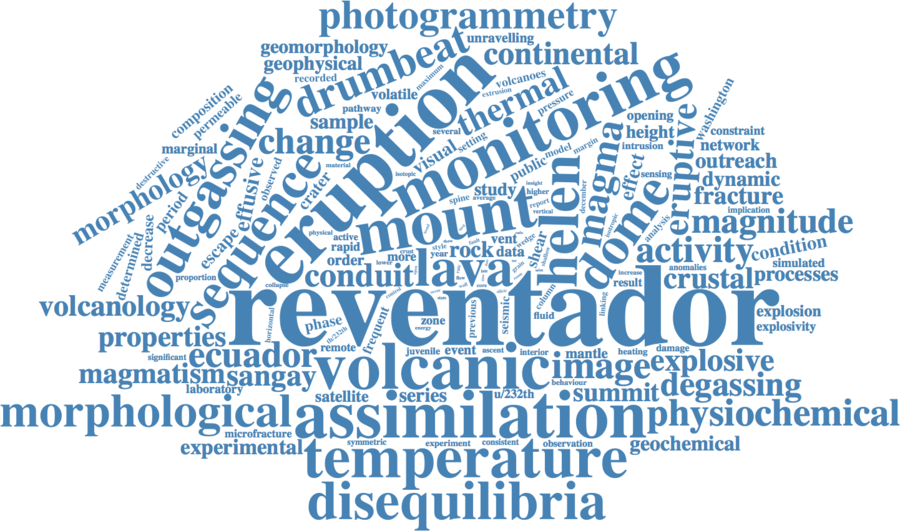 photogrammetry
unravelling
geomorphology
drumbeat
continental
geophysical
recorded
maximum
volcanoes
extrusion
volatile
thermal
pressure
composition
permeable
outgassing
eruption
monitoring
washington
pathway
sample
several
setting
opening
height
constraint
marginal
change
visual
model
margin
intrusion
network
destructive
morphology
material
isotopic
public
eruptive
outreach
observed
effusive
crater
study
insight
higher
helen
magma
effect
sensing
dynamic
period
sequence
spine
average
december
dome
fracture
escape
mount
report
vertical
implication
decrease
physical
active
magnitude
measurement
determined
rapid
style
year
rock
vent
data
shear
analysis
activity
condition
order
crust
more
proportion
conduit
lava
anomalies
simulated
collapse
increase
result
crustal
processes
volcanology
reventador
column
linking
horizontal
fluid
explosion
phase
zone
energy
previous
seismic
explosivity
properties
th/232th
frequent
remote
significant
ecuador
juvenile
event
ascent
interior
mantle
heating
damage
magmatism
sangay
volcanic
image
explosive
behaviour
laboratory
satellite
series
u/232th
summit
degassing
morphological
assimilation
physiochemical
microfracture
experimental
symmetric
experiment
consistent
observation
geochemical
temperature
disequilibria